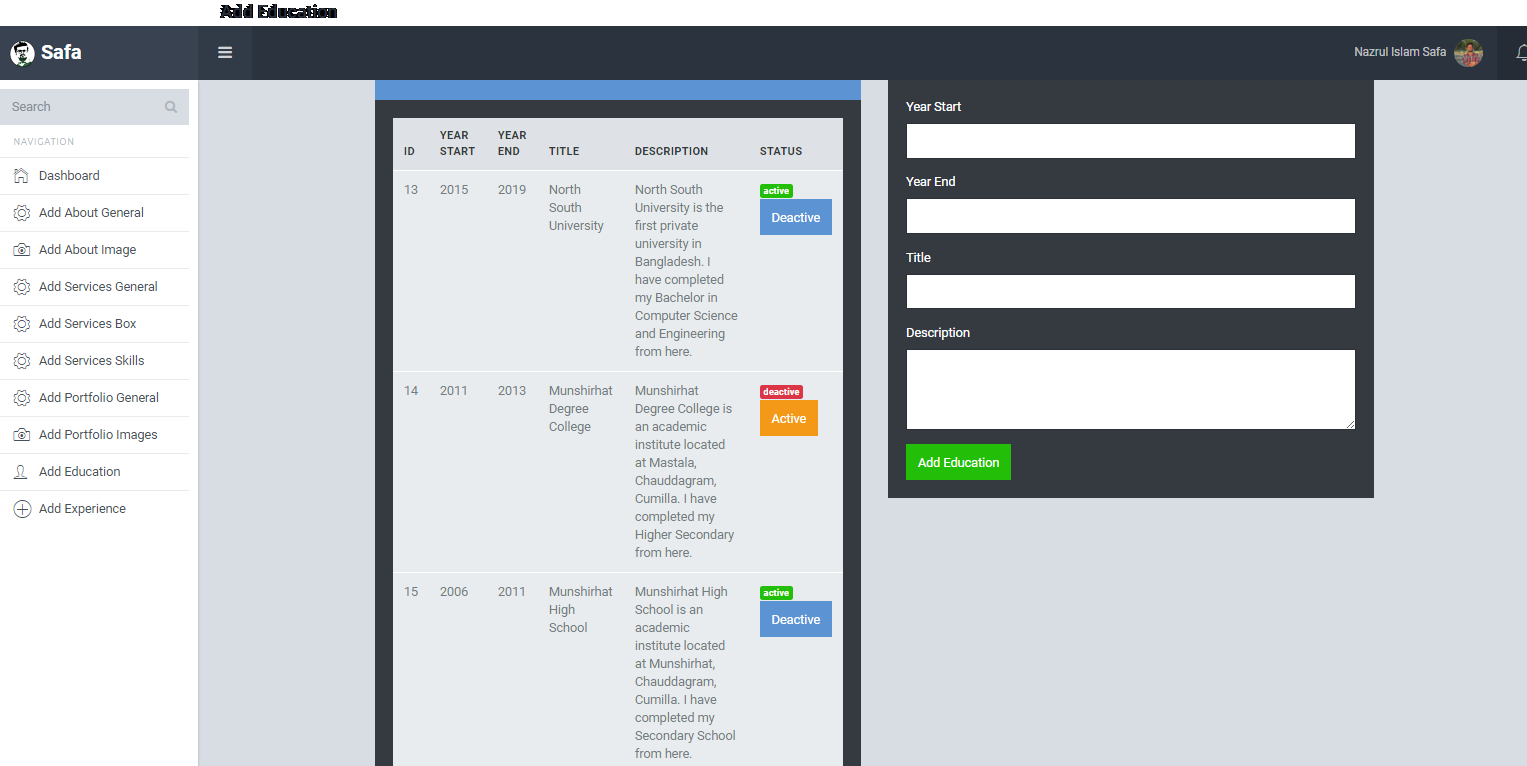 Add Education
Safa
Nazrul Islam Safa
Search
NAVIGATION
Dashboard
Add About General
Add About Image
Add Services General
Add Services Box
Add Services Skills
Add Portfolio General
Add Portfolio Images
Add Education
Add Experience
ID YEAR START YEAR END TITLE DESCRIPTION STATUS
13 2015 2019 North
South
University
North South
University is the
first private
university in
Bangladesh. I
have completed
my Bachelor in
Computer Science
and Engineering
from here.
active
Deactive
14 2011 2013 Munshirhat
Degree
College
Munshirhat
Degree College is
an academic
institute located
at Mastala,
Chauddagram,
Cumilla. I have
completed my
Higher Secondary
from here.
deactive
Active
15 2006 2011 Munshirhat
High
School
Munshirhat High
School is an
academic
institute located
at Munshirhat,
Chauddagram,
Cumilla. I have
completed my
Secondary School
from here.
active
Deactive
Year Start
Year End
Title
Description
Add Education